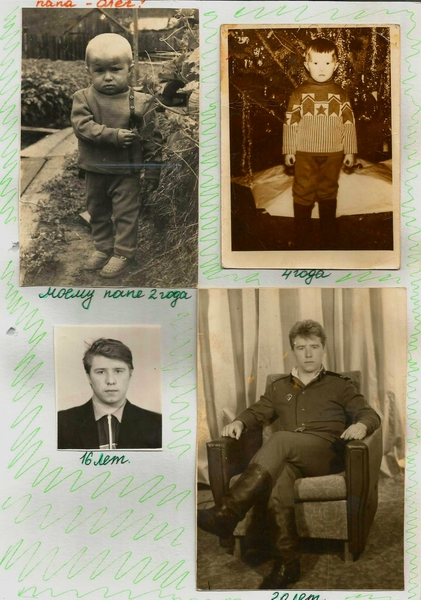 папа - Олег!
Моему папе 2 года
4 года
16 лет.
20 лет.